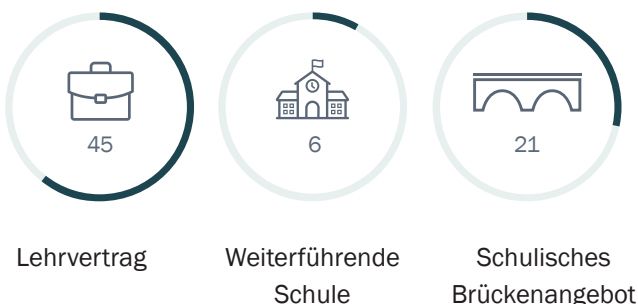 45
6
21
Lehrvertrag
Weiterführende
Schule
Schulisches
Brückenangebot